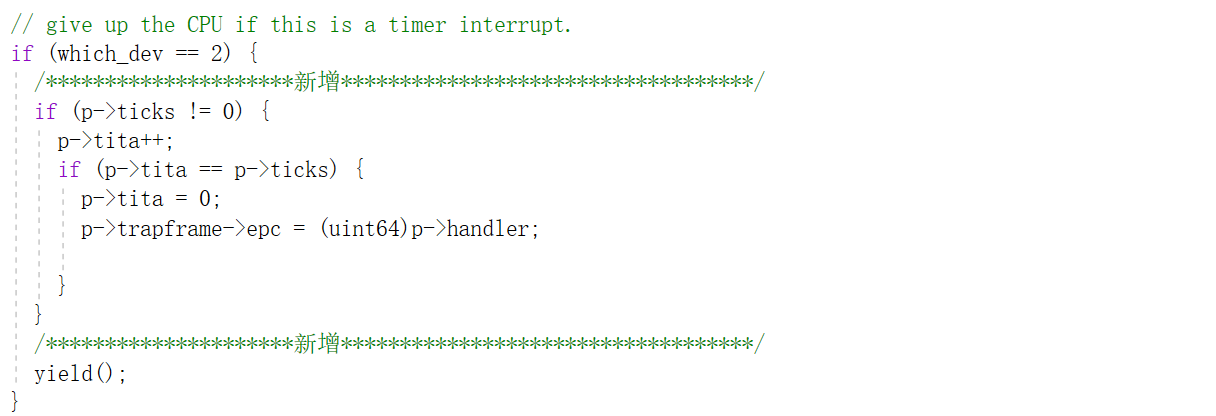 // give up the CPU if this is a timer interrupt.
if (which_dev == 2) {
/*********************新增***********************************/
if (p->ticks != 0) {
p->tita++;
if (p->tita == p->ticks) {
p->tita = 0;
p->trapframe->epc = (uint64)p->handler;
}
}
/*********************新增***********************************/
yield();
}